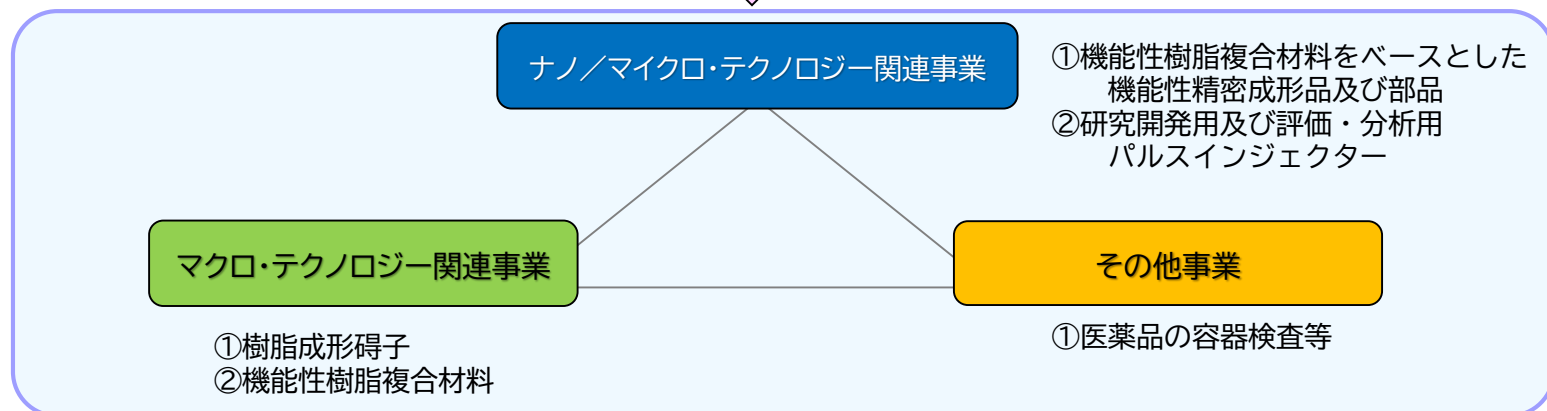 ナノ／マイクロ・テクノロジー関連事業
①機能性樹脂複合材料をベースとした
機能性精密成形品及び部品
②研究開発用及び評価・分析用
パルスインジェクター
マクロ・テクノロジー関連事業
①樹脂成形碍子
②機能性樹脂複合材料
その他事業
①医薬品の容器検査等